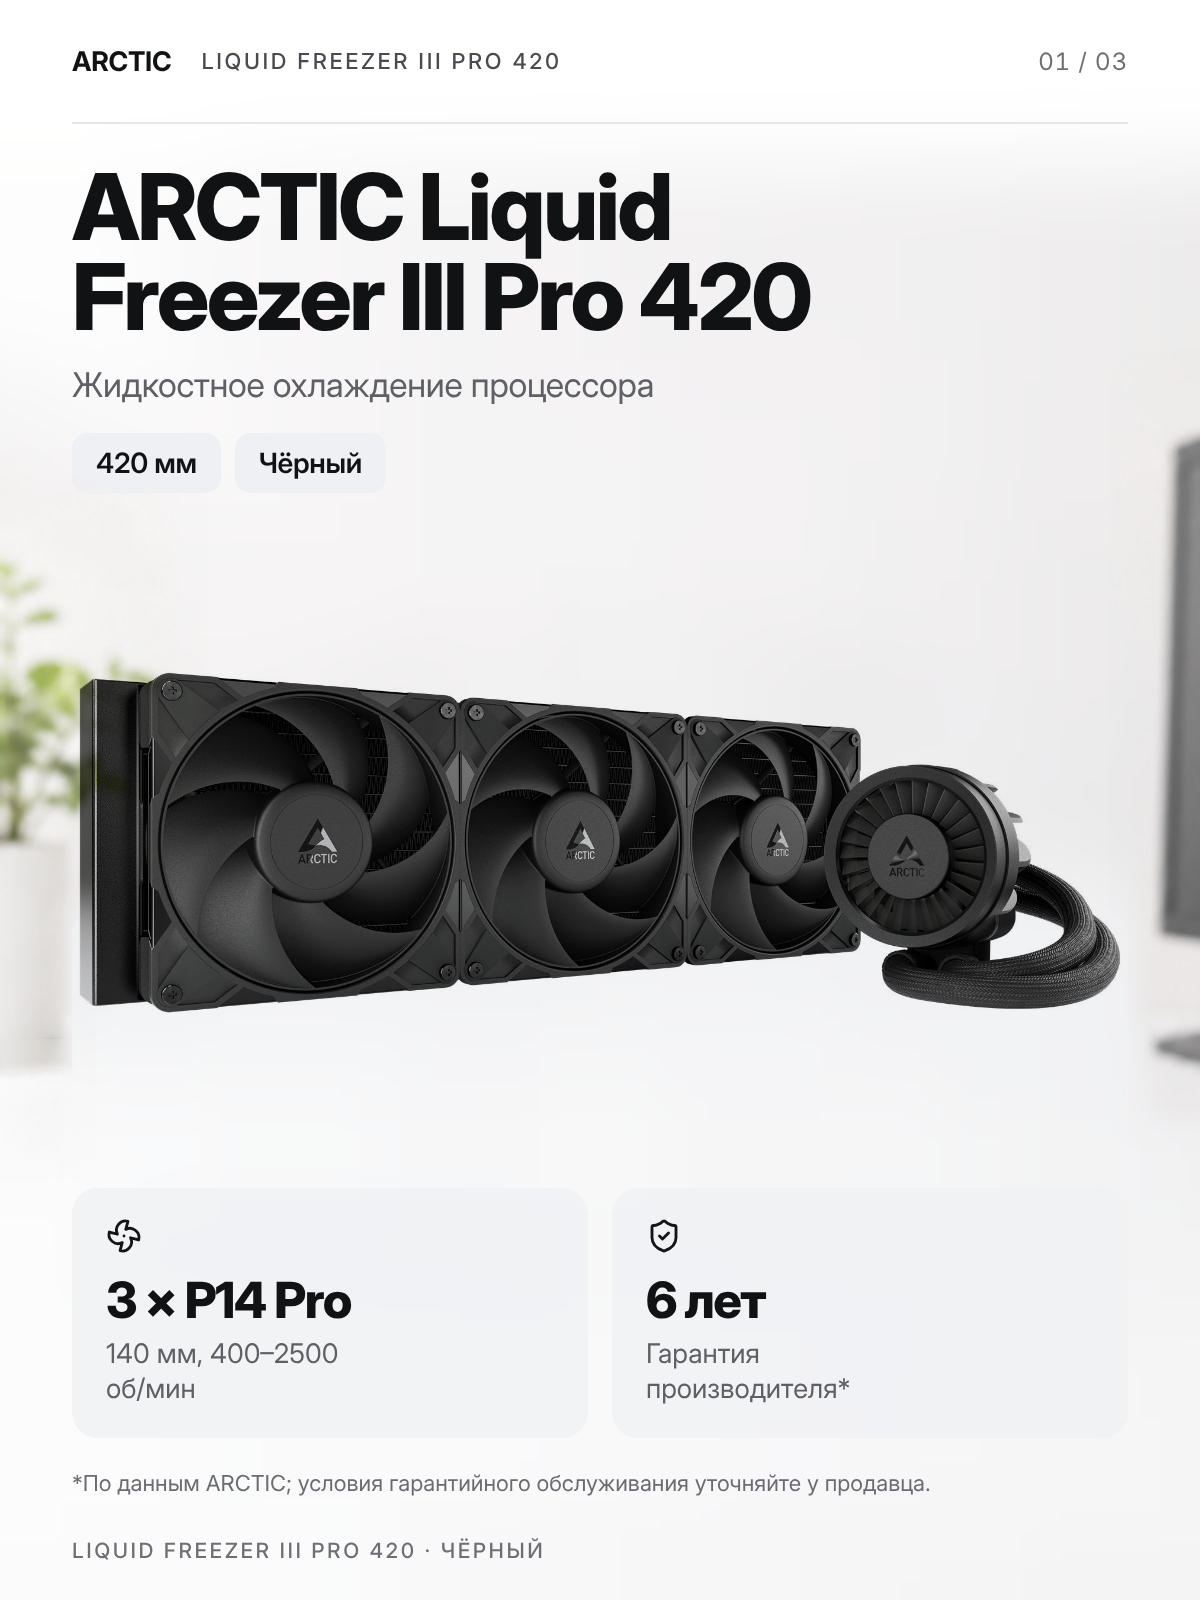 ARCTIC LIQUID FREEZER III PRO 420 01 / 03
ARCTIC Liquid
Freezer III Pro 420
Жидкостное охлаждение процессора
420 мм Чёрный
ARCTIC
ARCTIC
ARCTIC
ARCTIC
3 × P14 Pro
140 мм, 400–2500
об/мин
6 лет
Гарантия
производителя*
*По данным ARCTIC; условия гарантийного обслуживания уточняйте у продавца.
LIQUID FREEZER III PRO 420 · ЧЁРНЫЙ